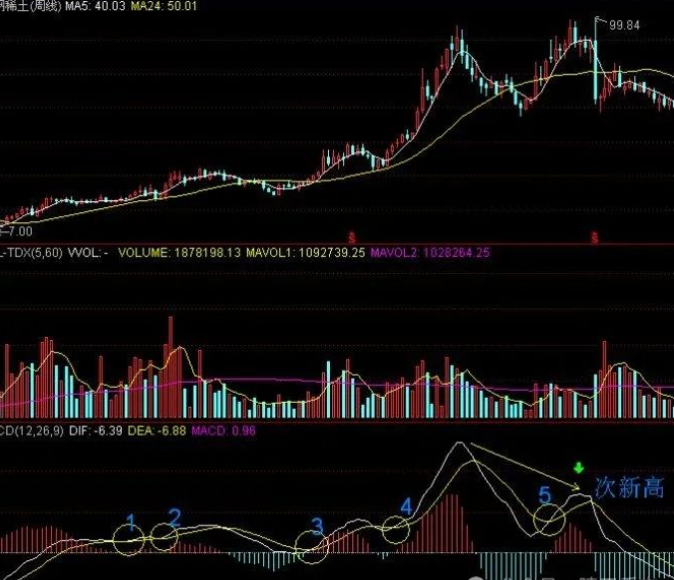 稀土(周线) MA5: 40.03 MA24: 50.01
99.84
7.00
S
S
L-TDX(5,60) VVOL: - VOLUME: 1878198.13 MAVOL1: 1092739.25 MAVOL2: 1028264.25
CD(12,26,9) DIF: -6.39 DEA: -6.88 MACD: 0.96
1
2
3
4
5
次新高